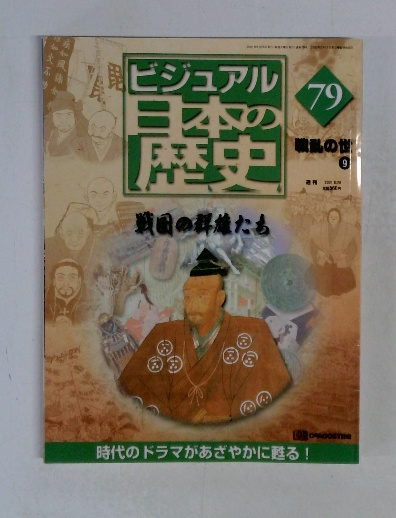 ビジュアル
日本の
歴史
79
戦乱の世
9
週刊
戦国の群雄たち
DeAGOSTINI
時代のドラマがあざやかに甦る！